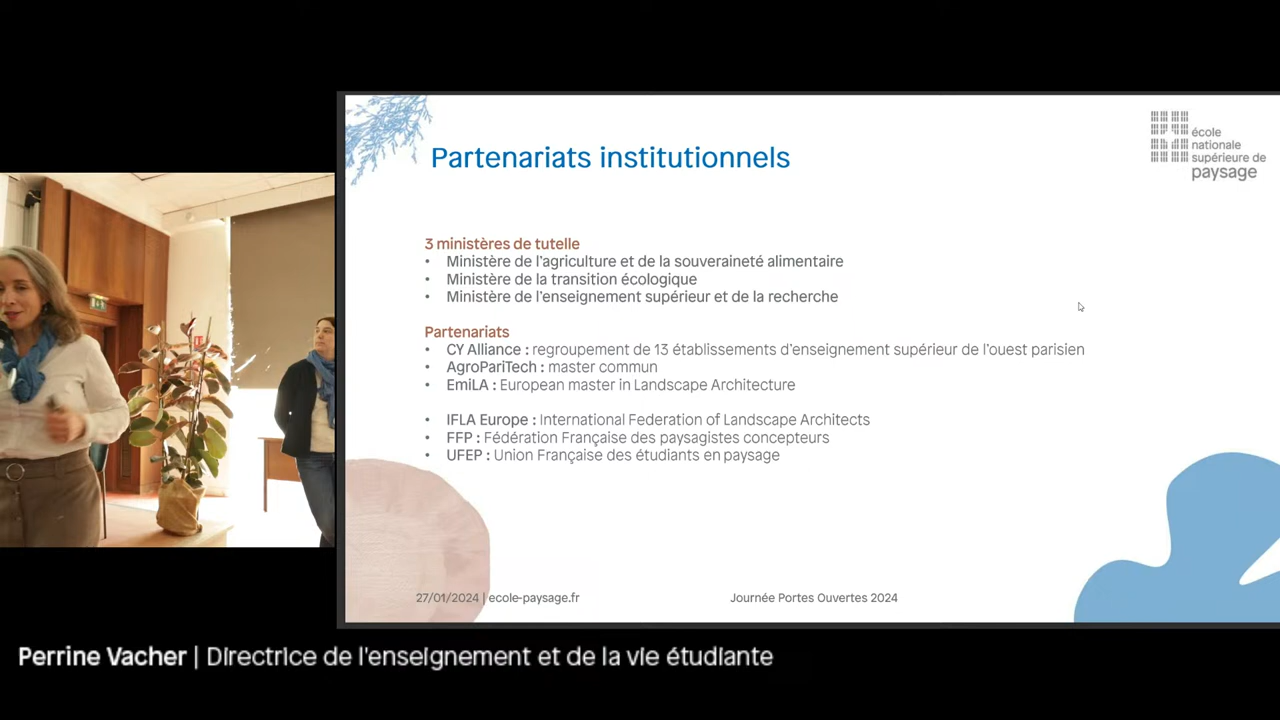 Partenariats institutionnels
école
nationale
supérieure de
paysage
3 ministères de tutelle
• Ministère de l'agriculture et de la souveraineté alimentaire
• Ministère de la transition écologique
• Ministère de l'enseignement supérieur et de la recherche
Partenariats
• CY Alliance : regroupement de 13 établissements d'enseignement supérieur de l'ouest parisien
• AgroPariTech : master commun
• EmiLA : European master in Landscape Architecture
• IFLA Europe : International Federation of Landscape Architects
• FFP : Fédération Française des paysagistes concepteurs
• UFEP : Union Française des étudiants en paysage
27/01/2024 | ecole-paysage.fr
Journée Portes Ouvertes 2024
Perrine Vacher | Directrice de l'enseignement et de la vie étudiante